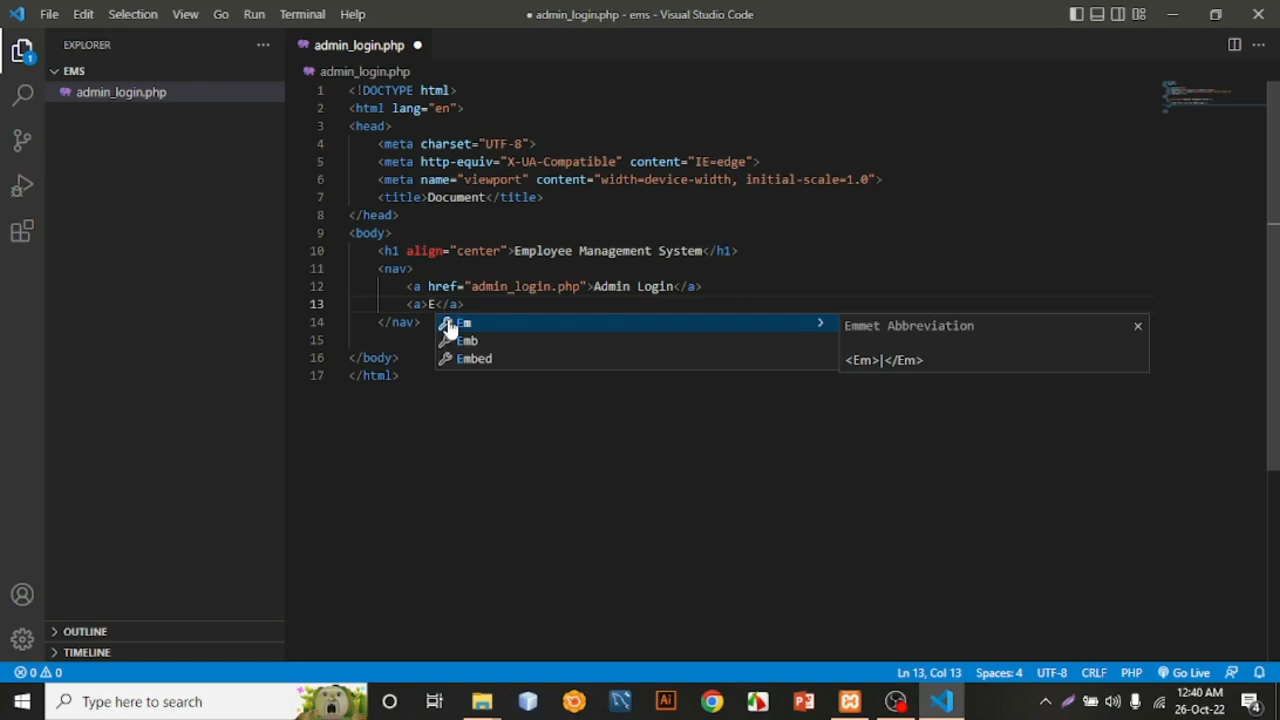 File Edit Selection View Go Run Terminal Help
● admin_login.php - ems - Visual Studio Code
EXPLORER
EMS
admin_login.php
1
admin_login.php ●
admin_login.php
1 <!DOCTYPE html>
2 <html lang="en">
3 <head>
4 <meta charset="UTF-8">
5 <meta http-equiv="X-UA-Compatible" content="IE=edge">
6 <meta name="viewport" content="width=device-width, initial-scale=1.0">
7 <title>Document</title>
8 </head>
9 <body>
10 <h1 align="center">Employee Management System</h1>
11 <nav>
12 <a href="admin_login.php">Admin Login</a>
13 <a>E</a>
14 </nav>
15
16 </body>
17 </html>
Em
Emb
Embed
Emmet Abbreviation
<Em>|</Em>
OUTLINE
TIMELINE
0 0
Ln 13, Col 13 Spaces: 4 UTF-8 CRLF PHP Go Live
Type here to search
Ai
12:40 AM
26-Oct-22
4